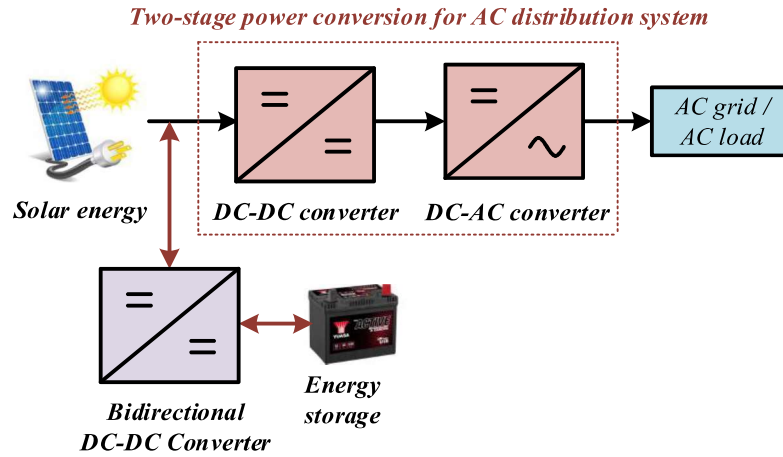 Two-stage power conversion for AC distribution system
AC grid /
AC load
Solar energy
DC-DC converter
DC-AC converter
YUASA
Bidirectional
DC-DC Converter
Energy
storage